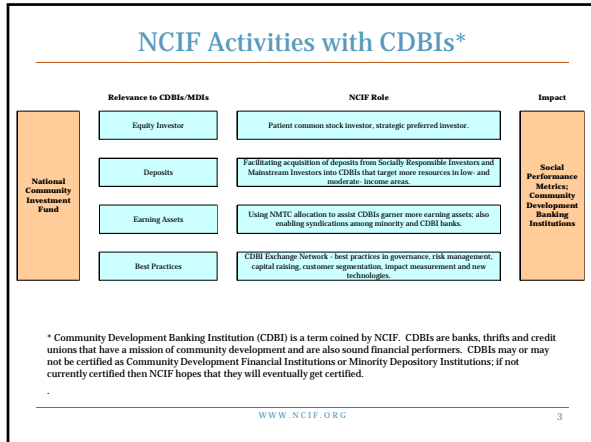 NCIF Activities with CDBIs*
Relevance to CDBIs/MDIs
NCIF Role
Impact
National
Community
Investment
Fund
Equity Investor
Patient common stock investor, strategic preferred investor.
Deposits
Facilitating acquisition of deposits from Socially Responsible Investors and
Mainstream Investors into CDBIs that target more resources in low- and
moderate- income areas.
Earning Assets
Using NMTC allocation to assist CDBIs garner more earning assets; also
enabling syndications among minority and CDBI banks.
Best Practices
CDBI Exchange Network - best practices in governance, risk management,
capital raising, customer segmentation, impact measurement and new
technologies.
Social
Performance
Metrics;
Community
Development
Banking
Institutions
* Community Development Banking Institution (CDBI) is a term coined by NCIF. CDBIs are banks, thrifts and credit
unions that have a mission of community development and are also sound financial performers. CDBIs may or may
not be certified as Community Development Financial Institutions or Minority Depository Institutions; if not
currently certified then NCIF hopes that they will eventually get certified.
.
WWW.NCIF.ORG
3